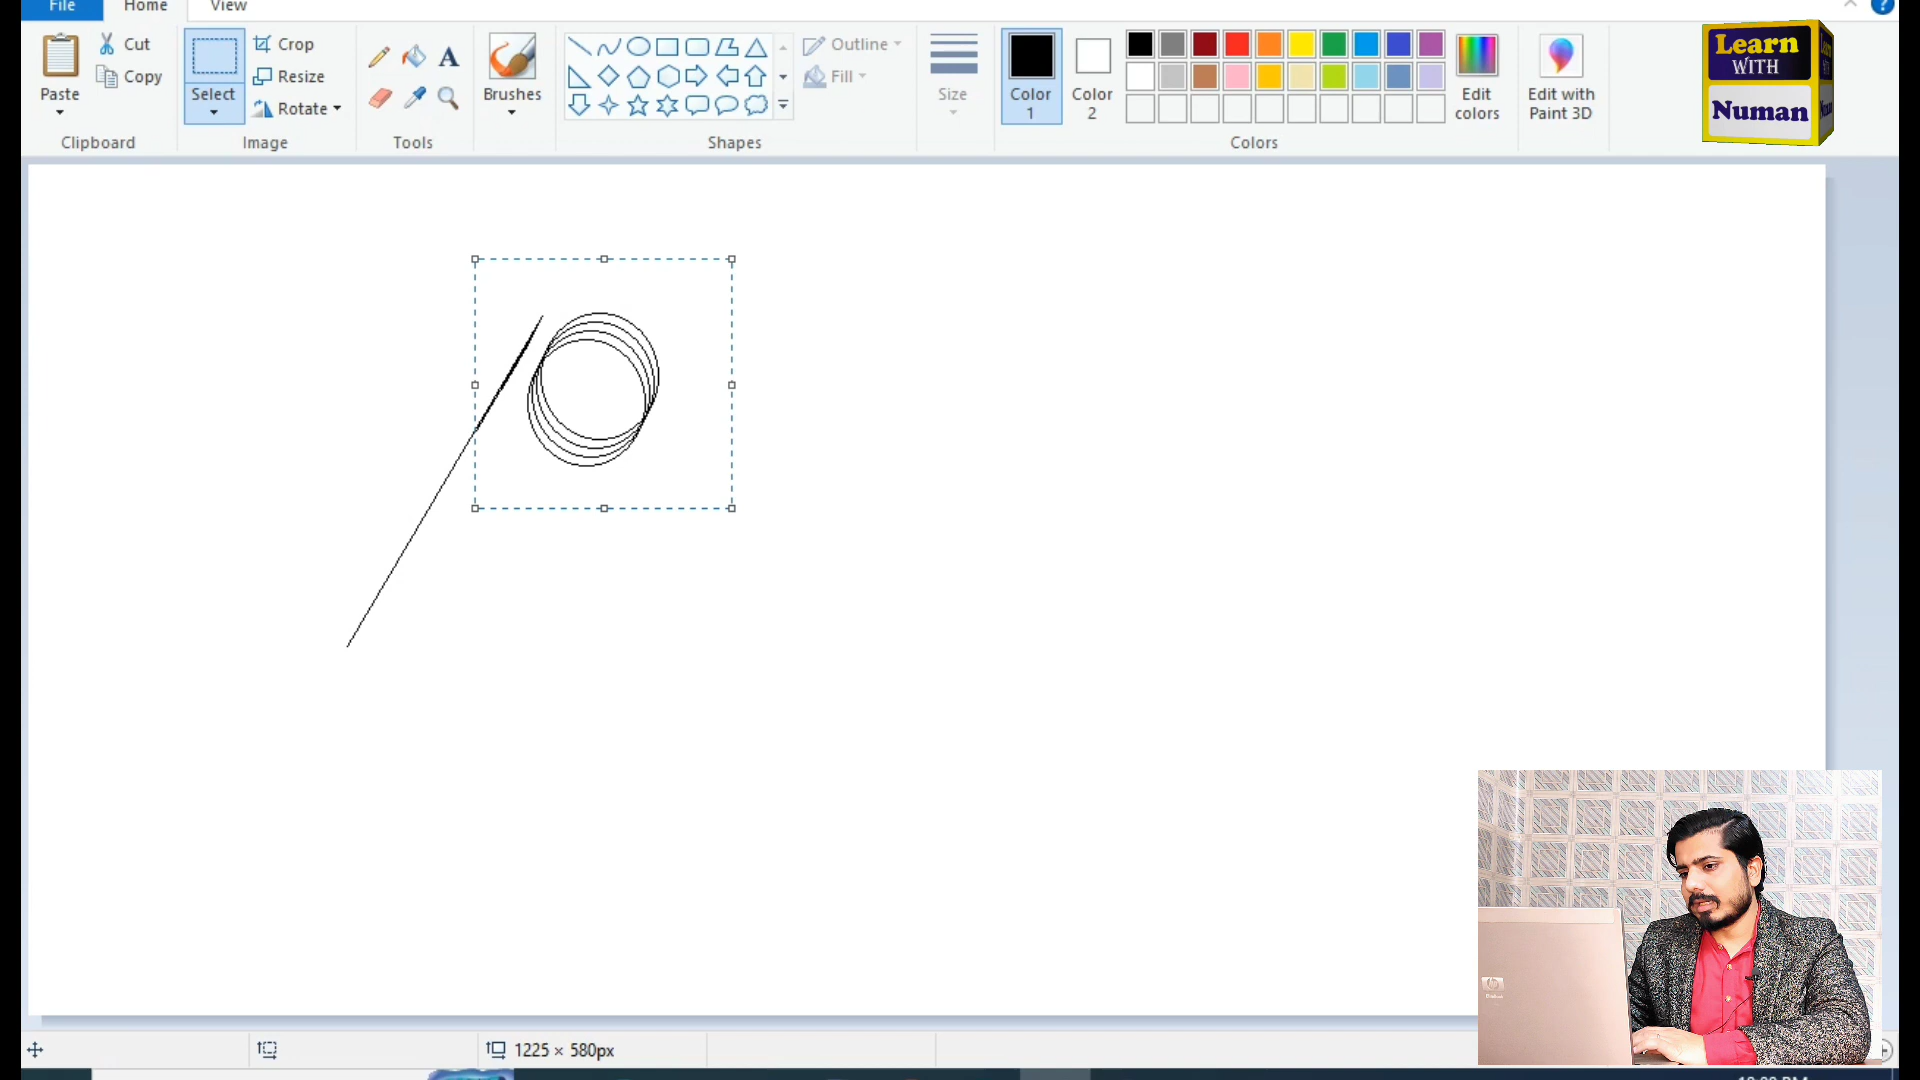 File
Home
View
Paste
Cut
Copy
Clipboard
Select
Crop
Resize
Rotate
Image
A
Tools
Brushes
Shapes
Outline
Fill
Size
Color
1
Color
2
Edit
colors
Colors
Edit with
Paint 3D
?
Learn
WITH
Numan
1225 × 580px